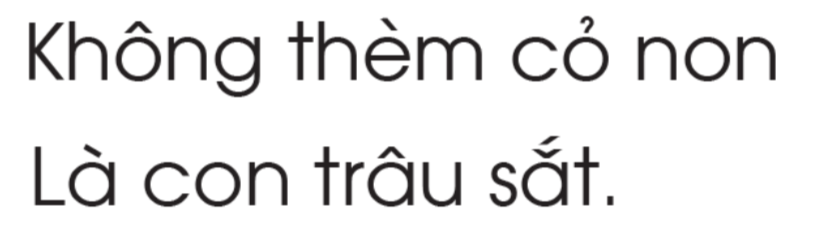 Không thèm cỏ non
Là con trâu sắt.